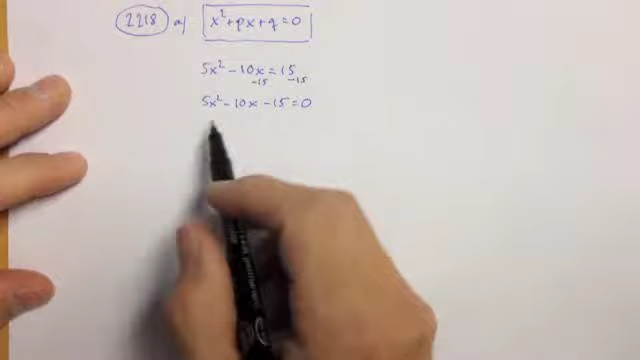 2218 a) x² + px + q = 0
5x² - 10x = 15
-15 -15
5x² - 10x - 15 = 0